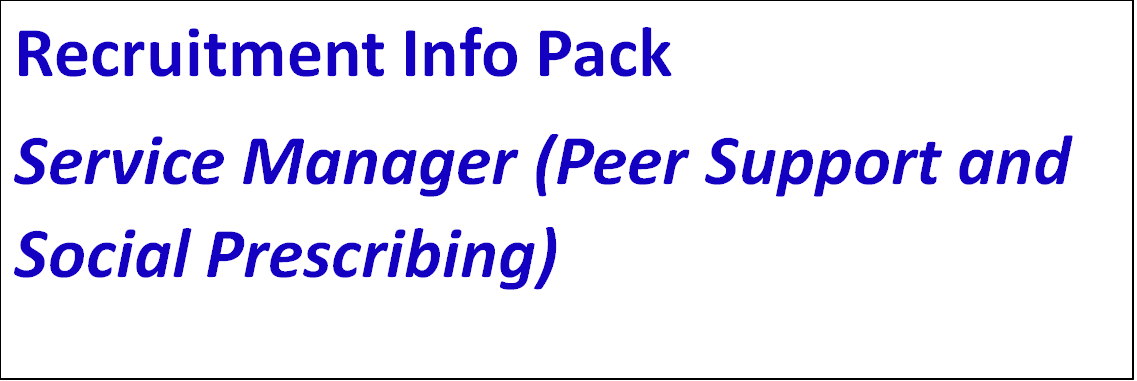 Recruitment Info Pack
Service Manager (Peer Support and
Social Prescribing)